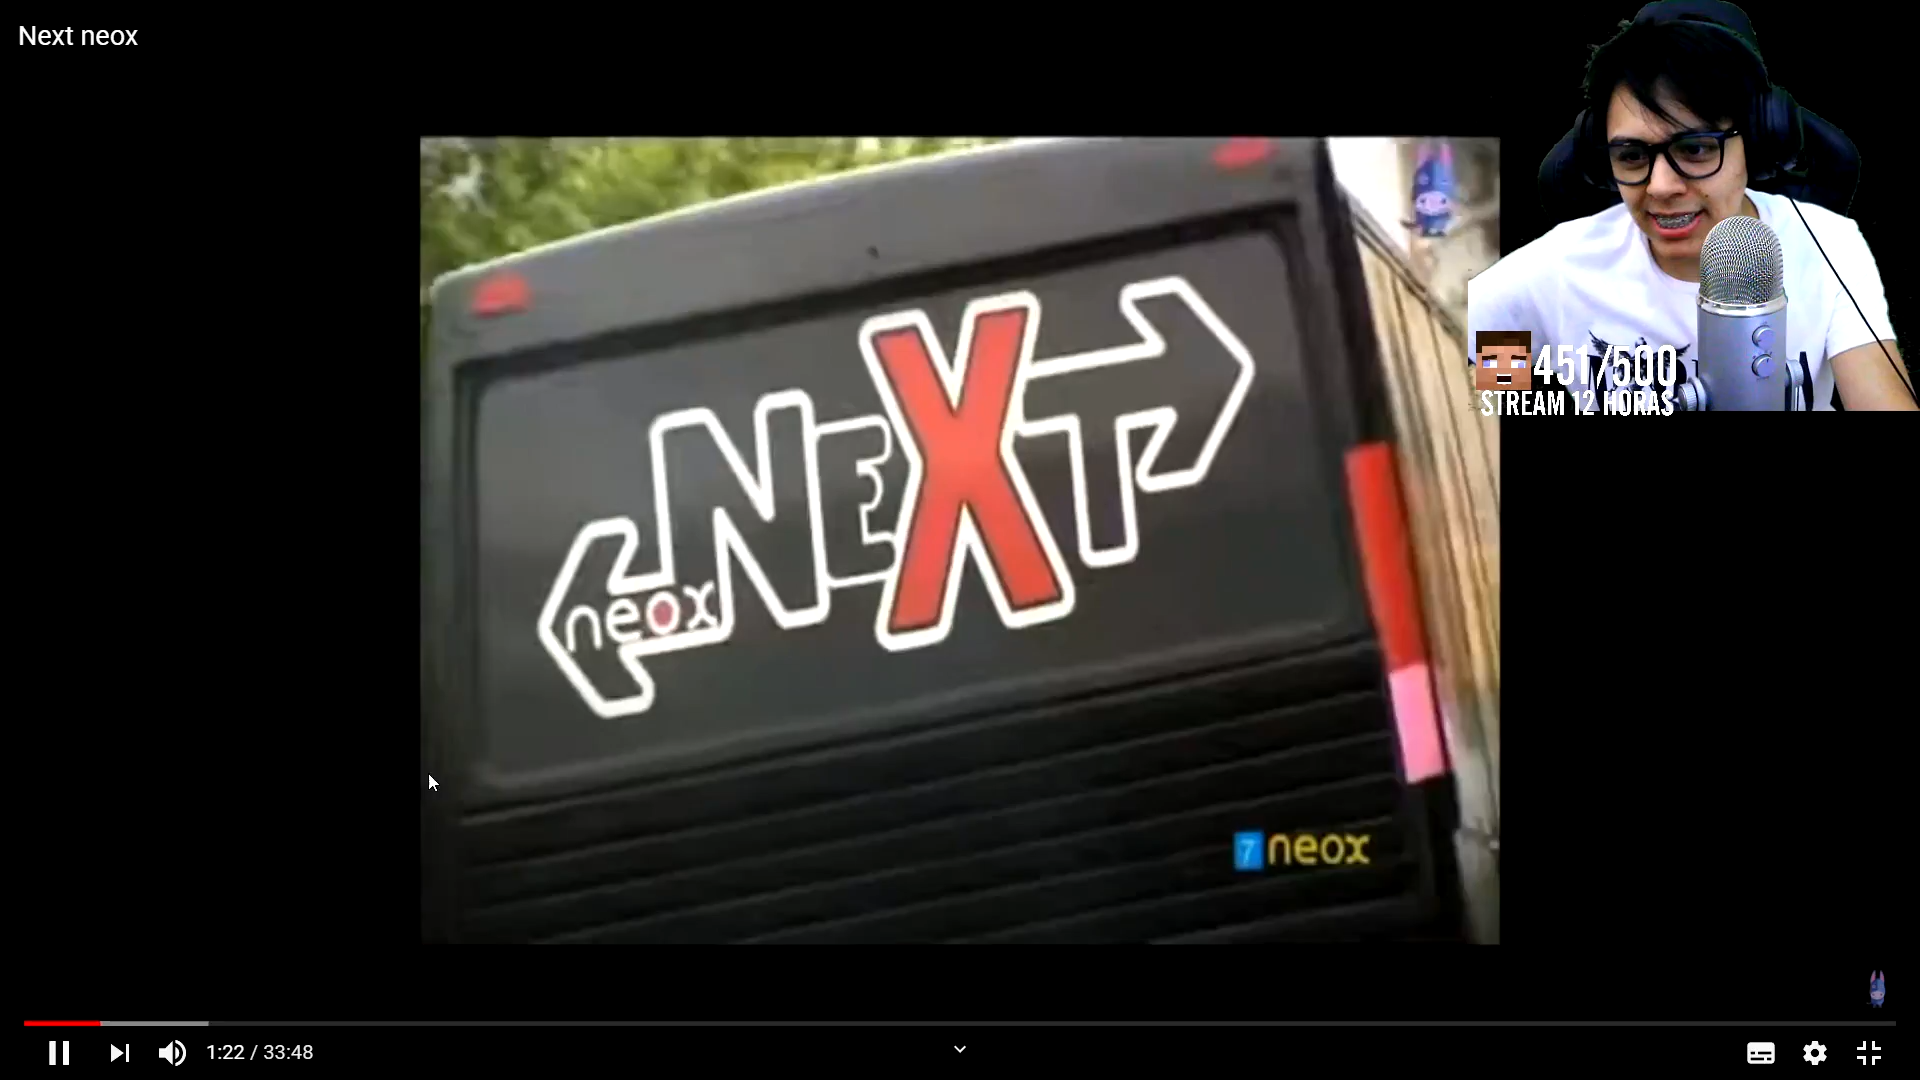 Next neox
NEXT
neox
451/500
STREAM 12 HORAS
7 neox
1:22 / 33:48